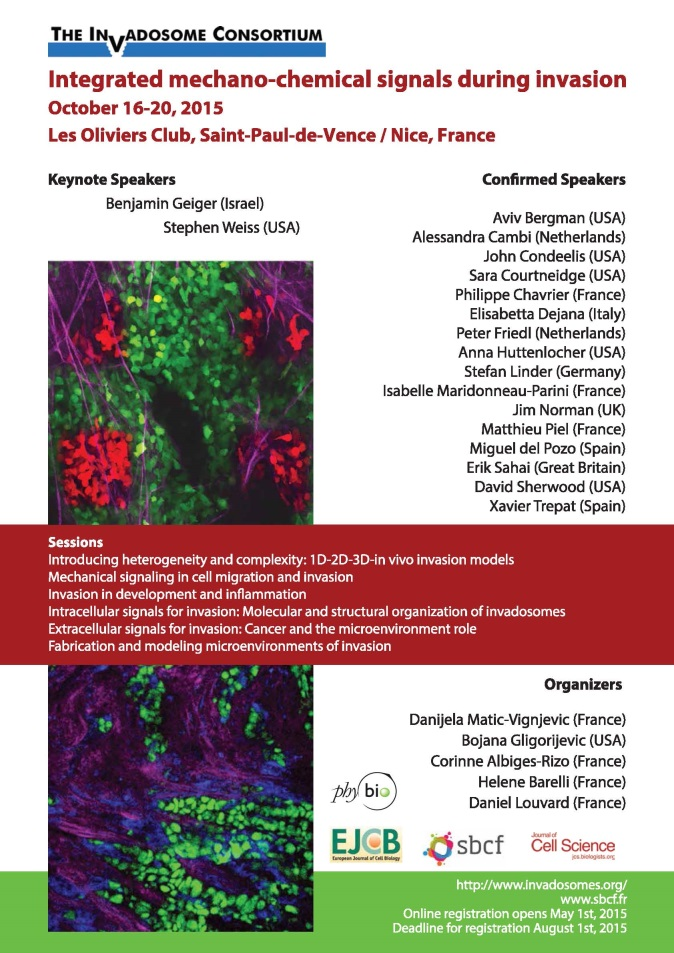 THE INVADOSOME CONSORTIUM
Integrated mechano-chemical signals during invasion
October 16-20, 2015
Les Oliviers Club, Saint-Paul-de-Vence / Nice, France
Keynote Speakers
Benjamin Geiger (Israel)
Stephen Weiss (USA)
Confirmed Speakers
Aviv Bergman (USA)
Alessandra Cambi (Netherlands)
John Condeelis (USA)
Sara Courtneidge (USA)
Philippe Chavrier (France)
Elisabetta Dejana (Italy)
Peter Friedl (Netherlands)
Anna Huttenlocher (USA)
Stefan Linder (Germany)
Isabelle Maridonneau-Parini (France)
Jim Norman (UK)
Matthieu Piel (France)
Miguel del Pozo (Spain)
Erik Sahai (Great Britain)
David Sherwood (USA)
Xavier Trepat (Spain)
Sessions
Introducing heterogeneity and complexity: 1D-2D-3D-in vivo invasion models
Mechanical signaling in cell migration and invasion
Invasion in development and inflammation
Intracellular signals for invasion: Molecular and structural organization of invadosomes
Extracellular signals for invasion: Cancer and the microenvironment role
Fabrication and modeling microenvironments of invasion
Organizers
Danijela Matic-Vignjevic (France)
Bojana Gligorijevic (USA)
Corinne Albiges-Rizo (France)
Helene Barelli (France)
Daniel Louvard (France)
phy bio
EJCB
European Journal of Cell Biology
sbcf
Journal of
Cell Science
jcs.biologists.org
http://www.invadosomes.org/
www.sbcf.fr
Online registration opens May 1st, 2015
Deadline for registration August 1st, 2015